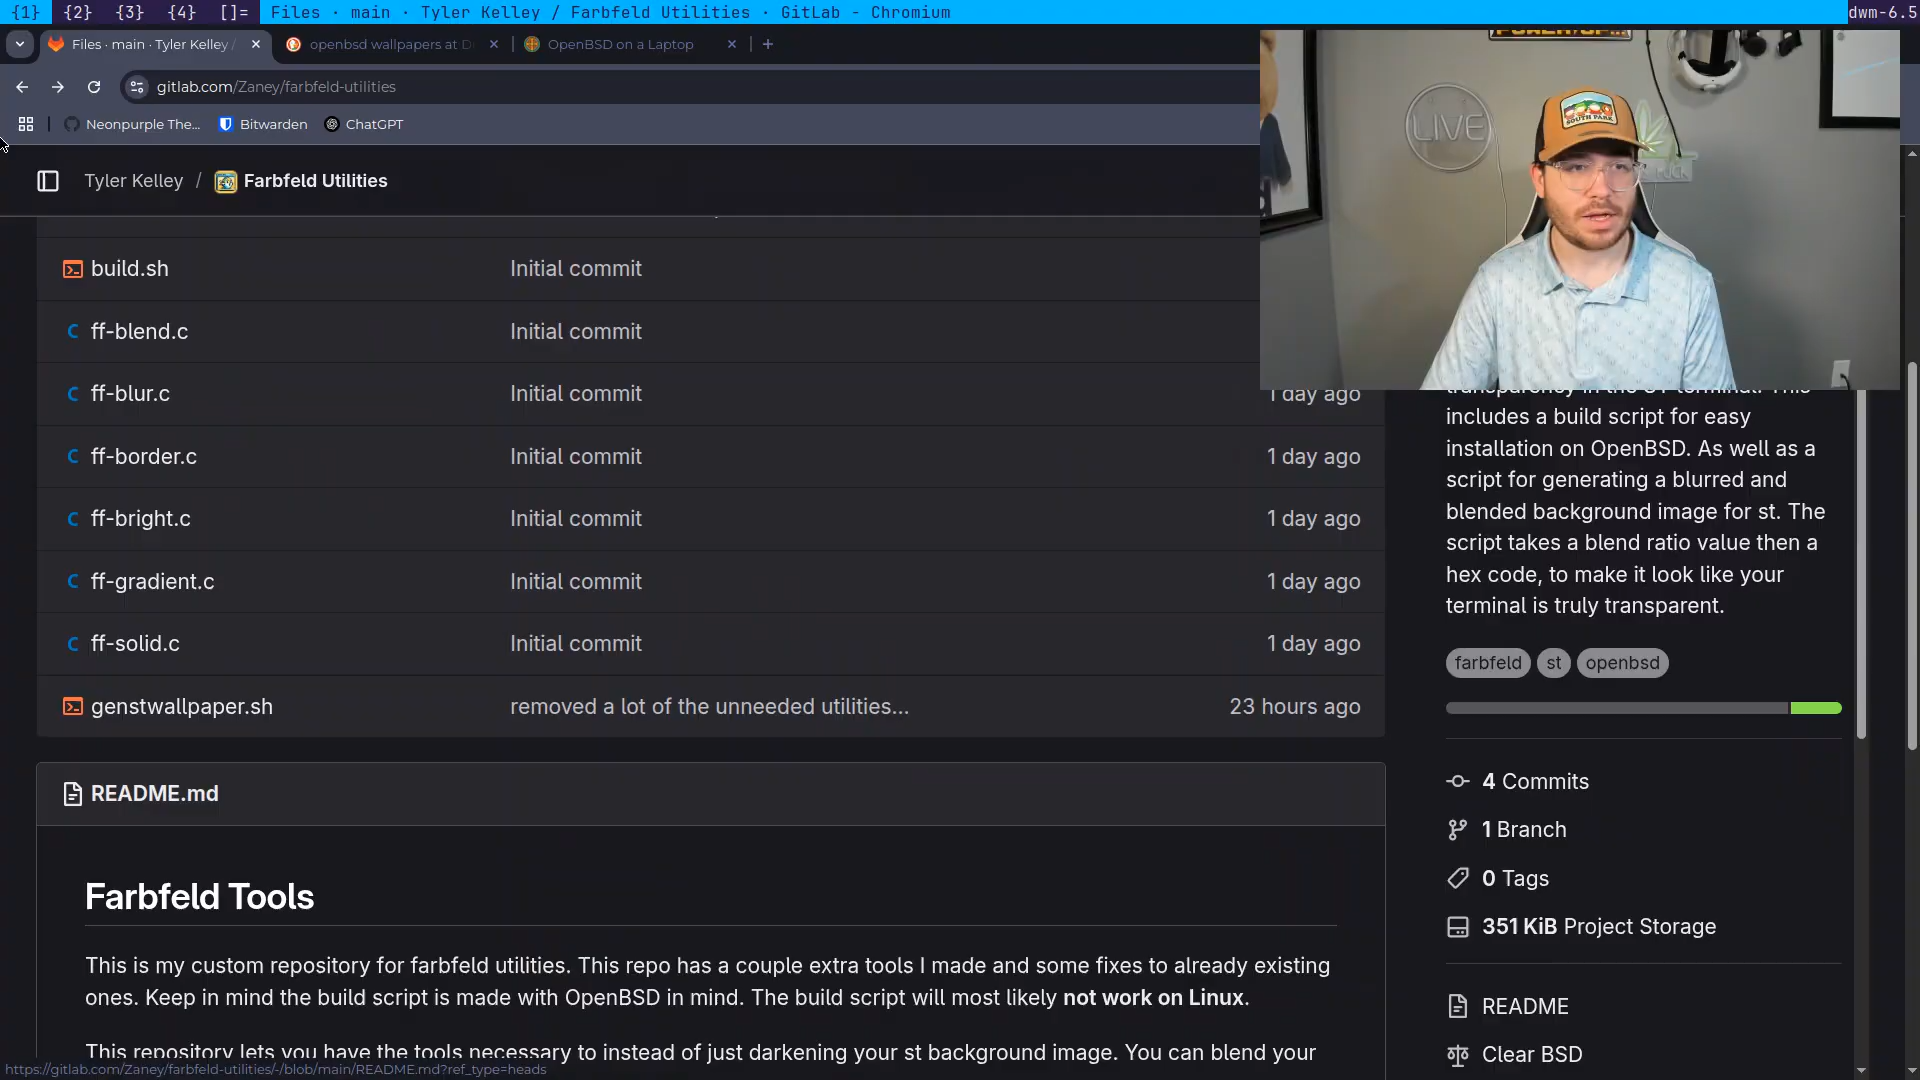 {1} {2} {3} {4} []= Files · main · Tyler Kelley / Farbfeld Utilities · GitLab - Chromium dwm-6.5
Files · main · Tyler Kelley / openbsd wallpapers at D OpenBSD on a Laptop
gitlab.com/Zaney/farbfeld-utilities
Neonpurple The... Bitwarden ChatGPT
LIVE
SOUTH PARK
Tyler Kelley / Farbfeld Utilities
build.sh Initial commit
ff-blend.c Initial commit
ff-blur.c Initial commit 1 day ago
ff-border.c Initial commit 1 day ago
ff-bright.c Initial commit 1 day ago
ff-gradient.c Initial commit 1 day ago
ff-solid.c Initial commit 1 day ago
genstwallpaper.sh removed a lot of the unneeded utilities... 23 hours ago
README.md
Farbfeld Tools
This is my custom repository for farbfeld utilities. This repo has a couple extra tools I made and some fixes to already existing
ones. Keep in mind the build script is made with OpenBSD in mind. The build script will most likely not work on Linux.
This repository lets you have the tools necessary to instead of just darkening your st background image. You can blend your
https://gitlab.com/Zaney/farbfeld-utilities/-/blob/main/README.md?ref_type=heads
transparency in the ST terminal. This
includes a build script for easy
installation on OpenBSD. As well as a
script for generating a blurred and
blended background image for st. The
script takes a blend ratio value then a
hex code, to make it look like your
terminal is truly transparent.
farbfeld st openbsd
4 Commits
1 Branch
0 Tags
351 KiB Project Storage
README
Clear BSD